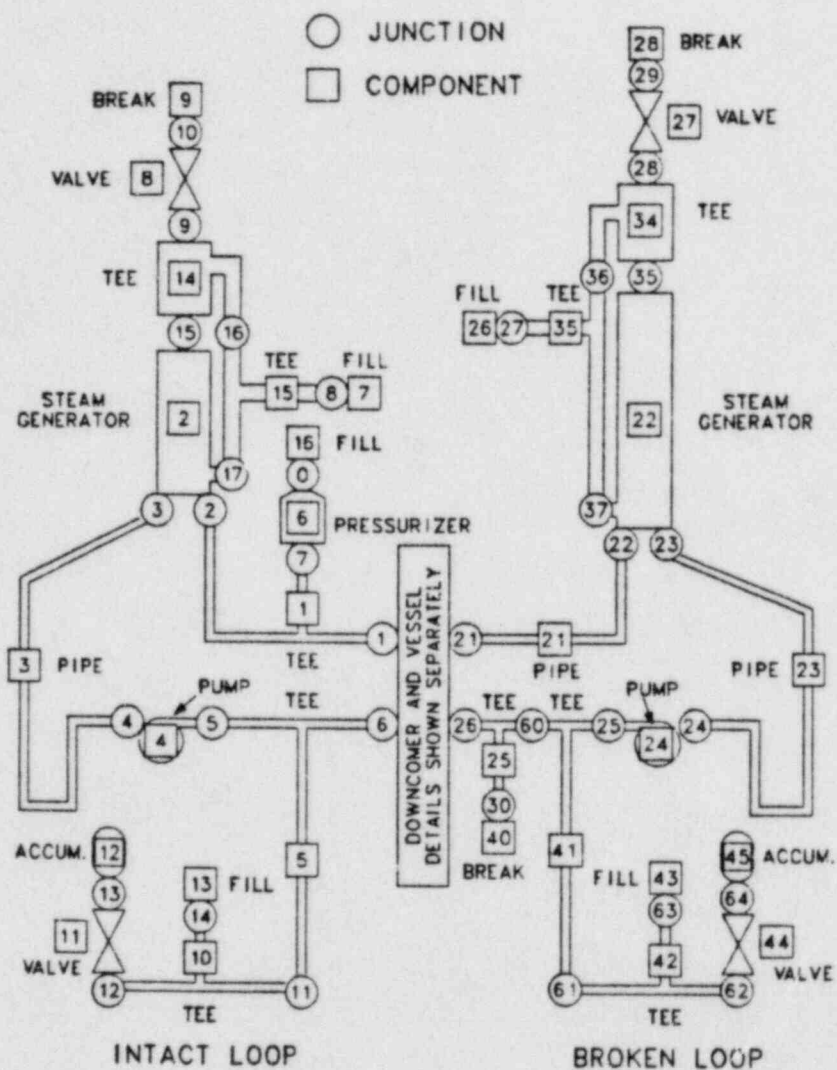 JUNCTION
COMPONENT
28 BREAK
29
BREAK 9
10
27
VALVE
VALVE 8
28
9
34
TEE
TEE 14
36 35
FILL TEE
15 16
26 27 35
TEE FILL
15 8 7
STEAM
GENERATOR
2
22
STEAM
GENERATOR
16 FILL
17
0
3 2
6
PRESSURIZER
37
7
22 23
1
1
21 21
TEE
PIPE
3 PIPE
PIPE 23
PUMP
TEE
TEE TEE
PUMP
4 4 5
6
26 60 25 24 24
25
DOWNCOMER AND VESSEL
DETAILS SHOWN SEPARATELY
30
40
BREAK
ACCUM. 12
5
41
45 ACCUM.
13
13 FILL
FILL 43
64
11
14
63
44
VALVE
10
42
VALVE
12
11
61
62
TEE
TEE
INTACT LOOP
BROKEN LOOP